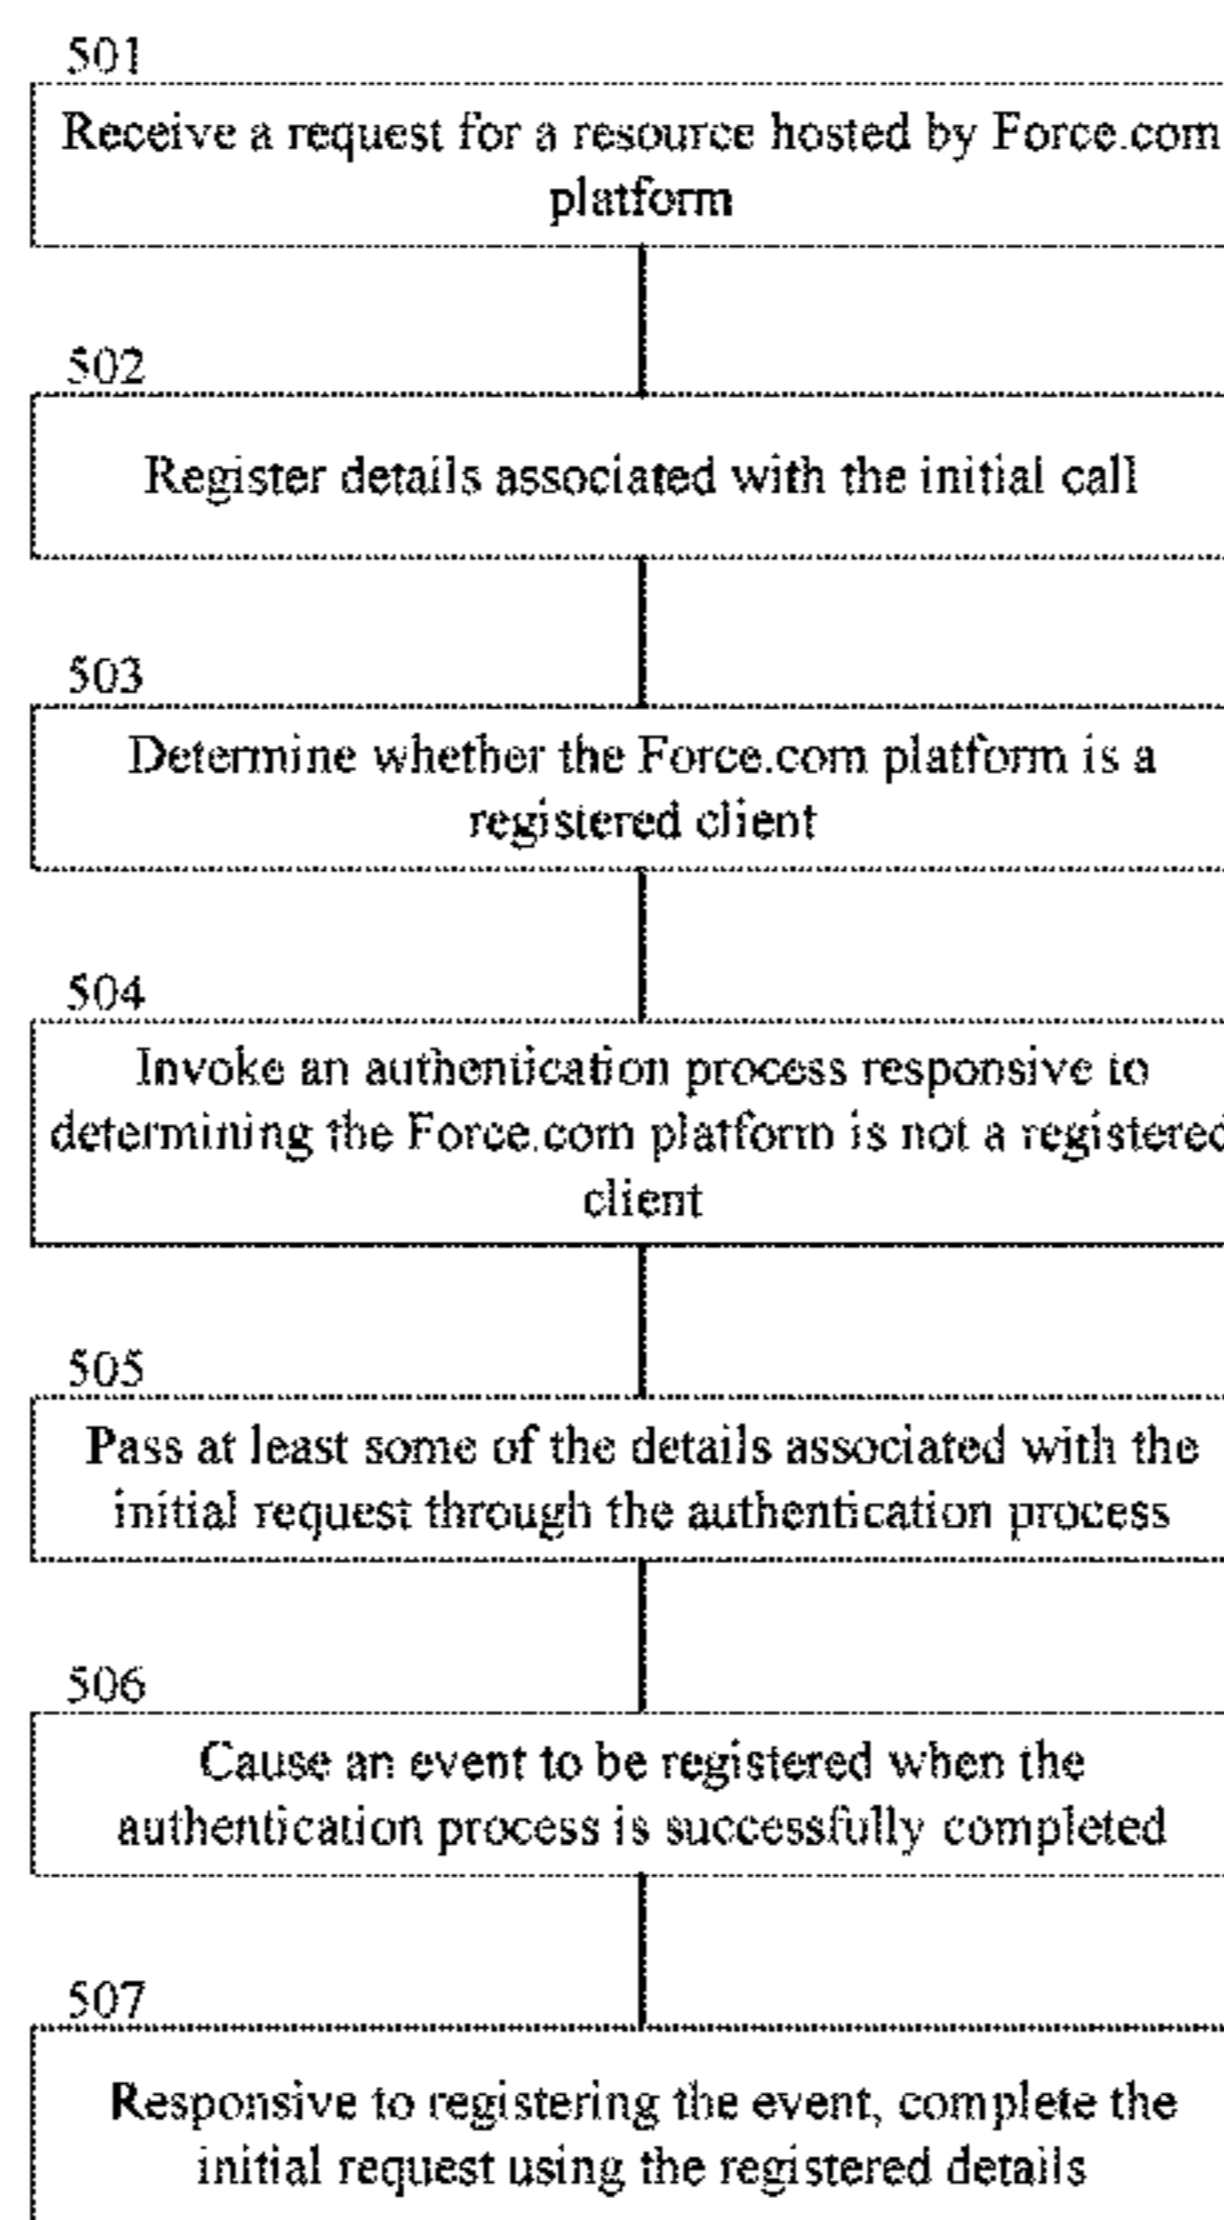 501
Receive a request for a resource hosted by Force.com
platform
502
Register details associated with the initial call
503
Determine whether the Force.com platform is a
registered client
504
Invoke an authentication process responsive to
determining the Force.com platform is not a registered
client
505
Pass at least some of the details associated with the
initial request through the authentication process
506
Cause an event to be registered when the
authentication process is successfully completed
507
Responsive to registering the event, complete the
initial request using the registered details